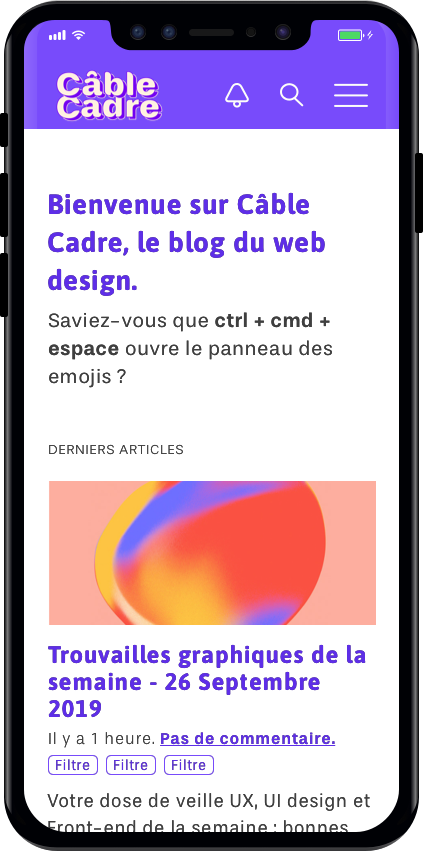 Câble
Cadre
Bienvenue sur Câble
Cadre, le blog du web
design.
Saviez-vous que ctrl + cmd +
espace ouvre le panneau des
emojis ?
DERNIERS ARTICLES
Trouvailles graphiques de la
semaine - 26 Septembre
2019
Il y a 1 heure. Pas de commentaire.
Filtre Filtre Filtre
Votre dose de veille UX, UI design et
Front-end de la semaine : bonnes